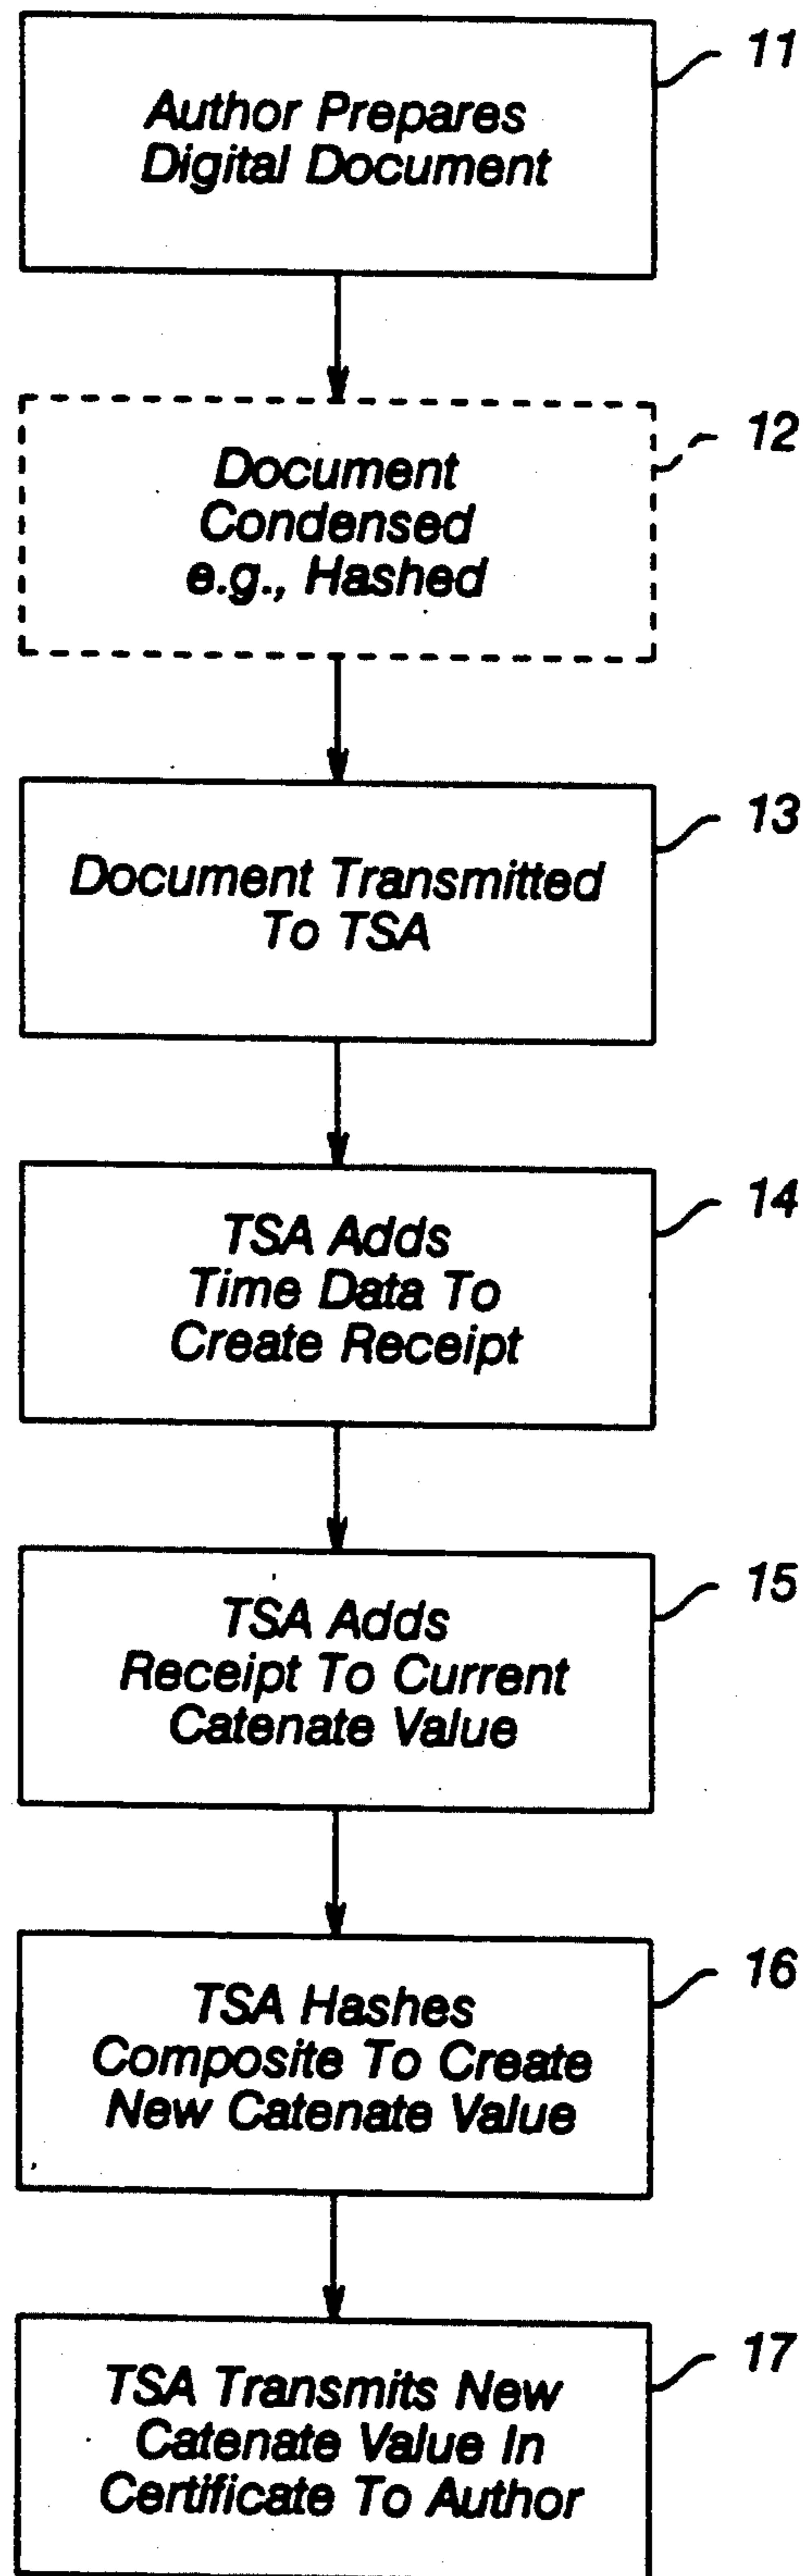 11
Author Prepares
Digital Document
12
Document
Condensed
e.g., Hashed
13
Document Transmitted
To TSA
14
TSA Adds
Time Data To
Create Receipt
15
TSA Adds
Receipt To Current
Catenate Value
16
TSA Hashes
Composite To Create
New Catenate Value
17
TSA Transmits New
Catenate Value In
Certificate To Author